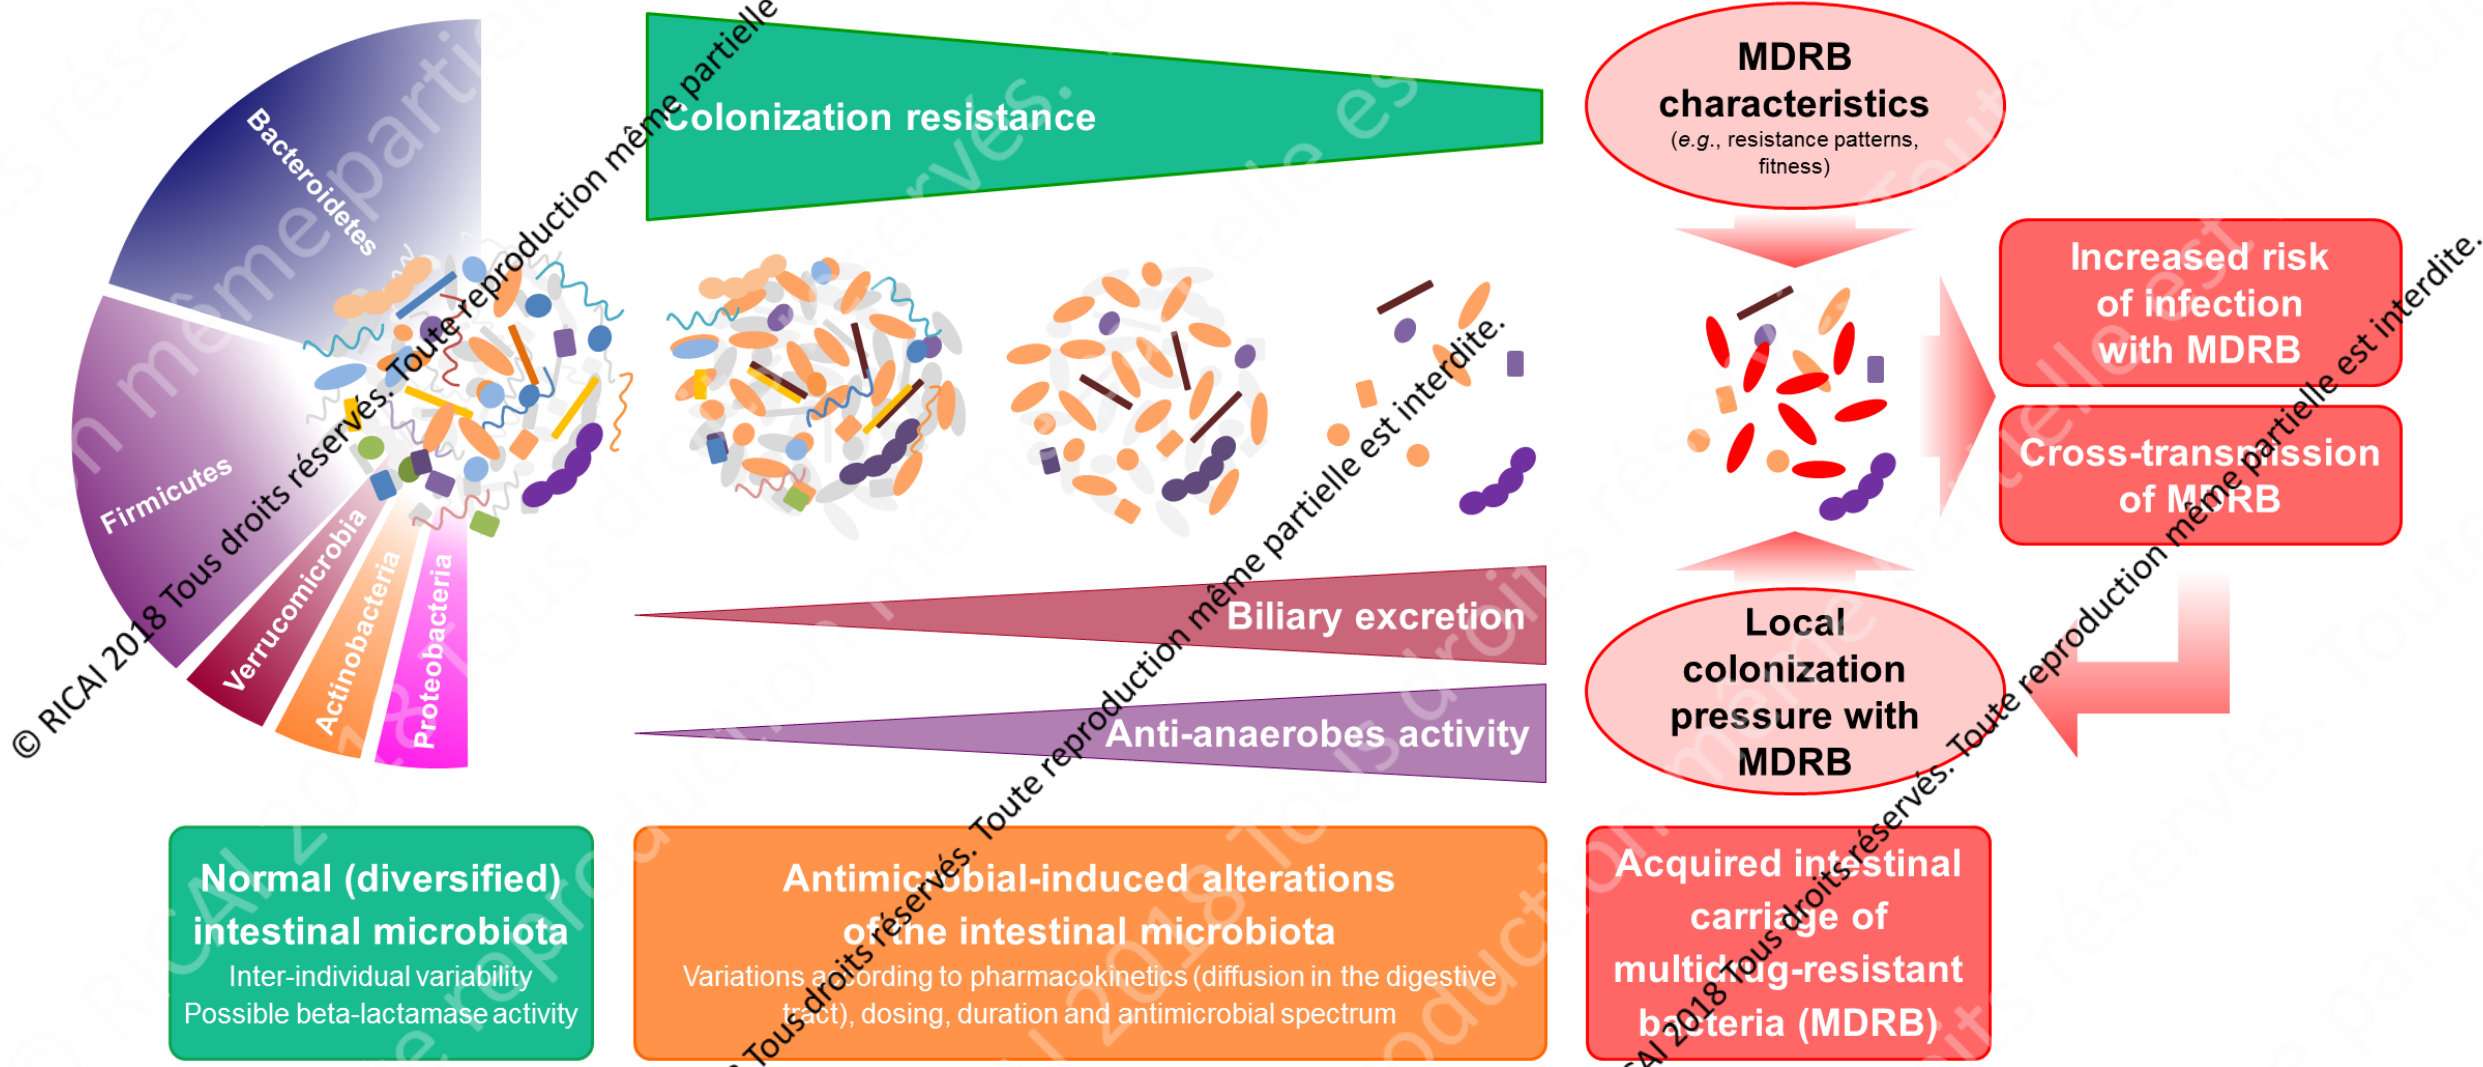 Bacteroidetes
Firmicutes
Verrucomicrobia
Actinobacteria
Proteobacteria
Colonization resistance
MDRB
characteristics
(e.g., resistance patterns,
fitness)
Increased risk
of infection
with MDRB
Cross-transmission
of MDRB
Biliary excretion
Anti-anaerobes activity
Local
colonization
pressure with
MDRB
Normal (diversified)
intestinal microbiota
Inter-individual variability
Possible beta-lactamase activity
Antimicrobial-induced alterations
of the intestinal microbiota
Variations according to pharmacokinetics (diffusion in the digestive
tract), dosing, duration and antimicrobial spectrum
Acquired intestinal
carriage of
multidrug-resistant
bacteria (MDRB)
© RICAI 2018 Tous droits réservés. Toute reproduction même partielle
Tous droits réservés. Toute reproduction même partielle est interdite.
2018 Tous droits réservés. Toute reproduction même partielle est interdite.